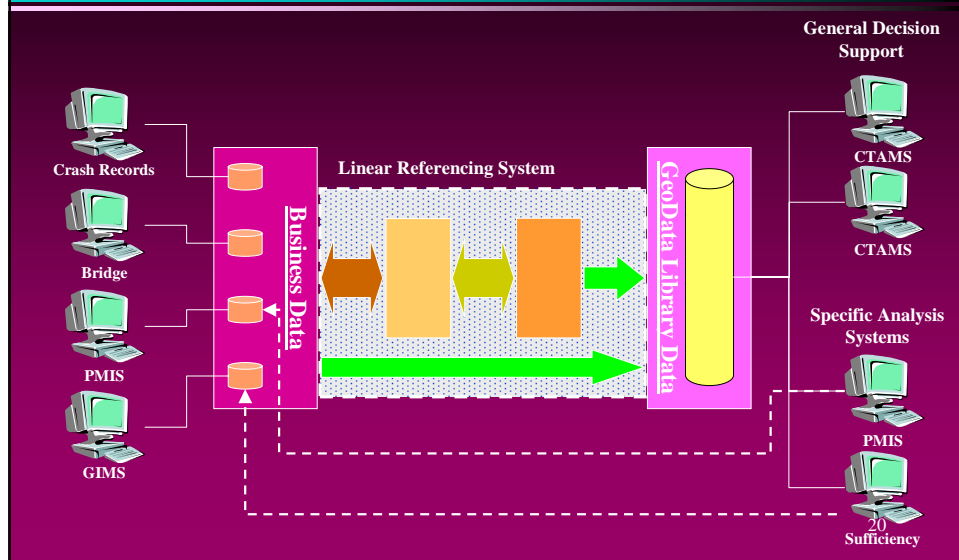 General Decision
Support
Crash Records
Bridge
PMIS
GIMS
Business Data
Linear Referencing System
GeoData Library Data
CTAMS
CTAMS
Specific Analysis
Systems
PMIS
20
Sufficiency